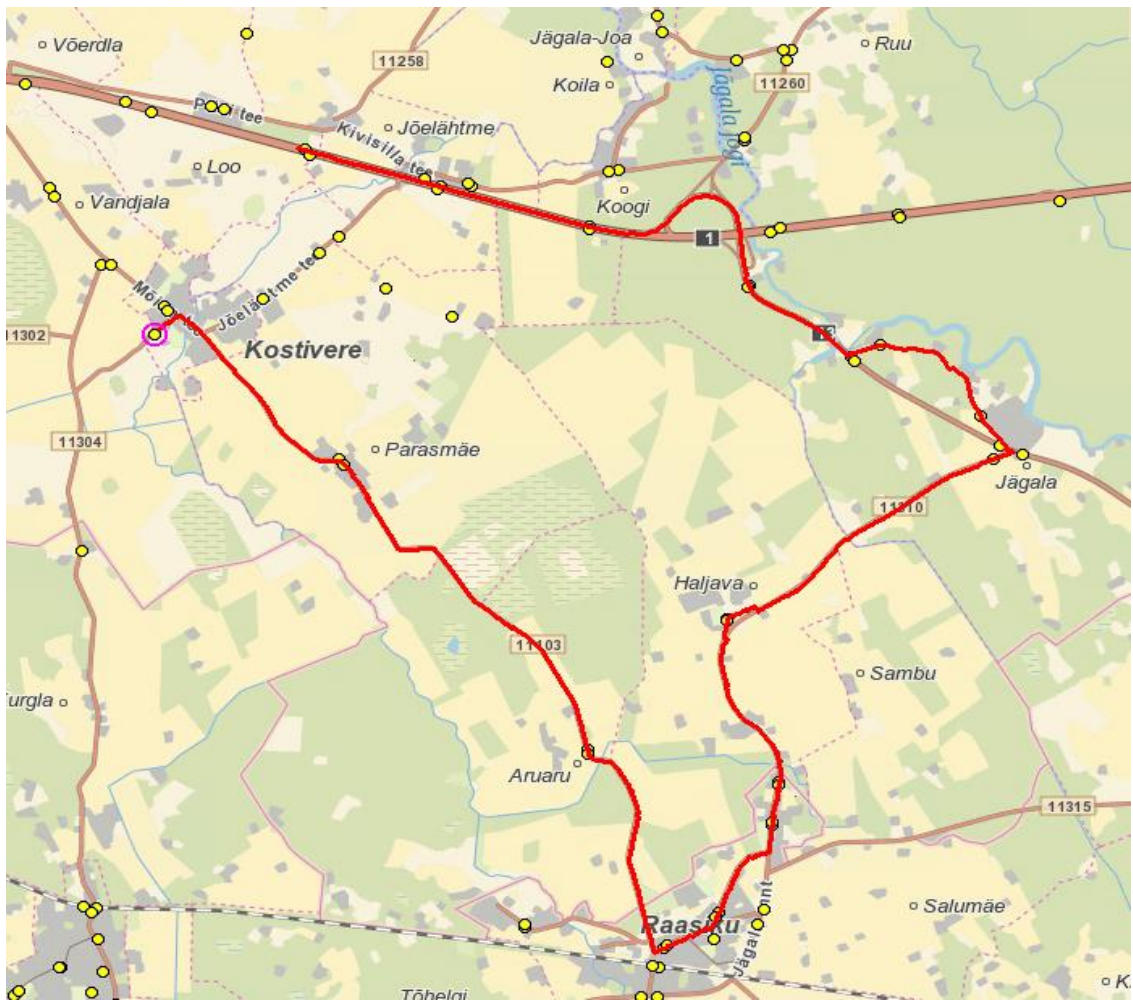 Võerdla
11258
Jägala-Joa
Ruu
11260
Koila
Jägala jõgi
Jõelähtme
Kivisilla tee
Loo
Vandjala
Koogi
1
Jõelähtme tee
11302
Kostivere
11304
Parasmäe
Jägala
11310
Haljava
11103
Sambu
Aruaru
11315
Raasiku
Salumäe
Tõhelgi